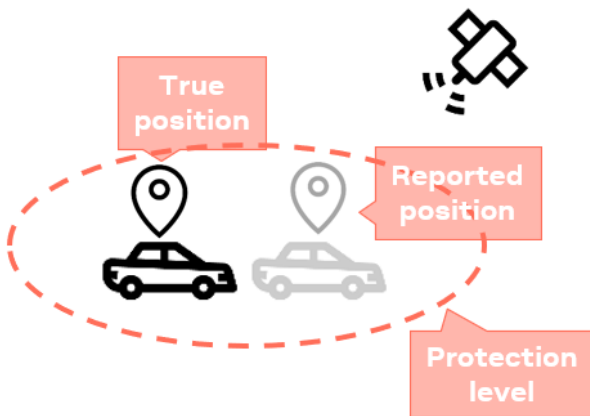 True
position
Reported
position
Protection
level